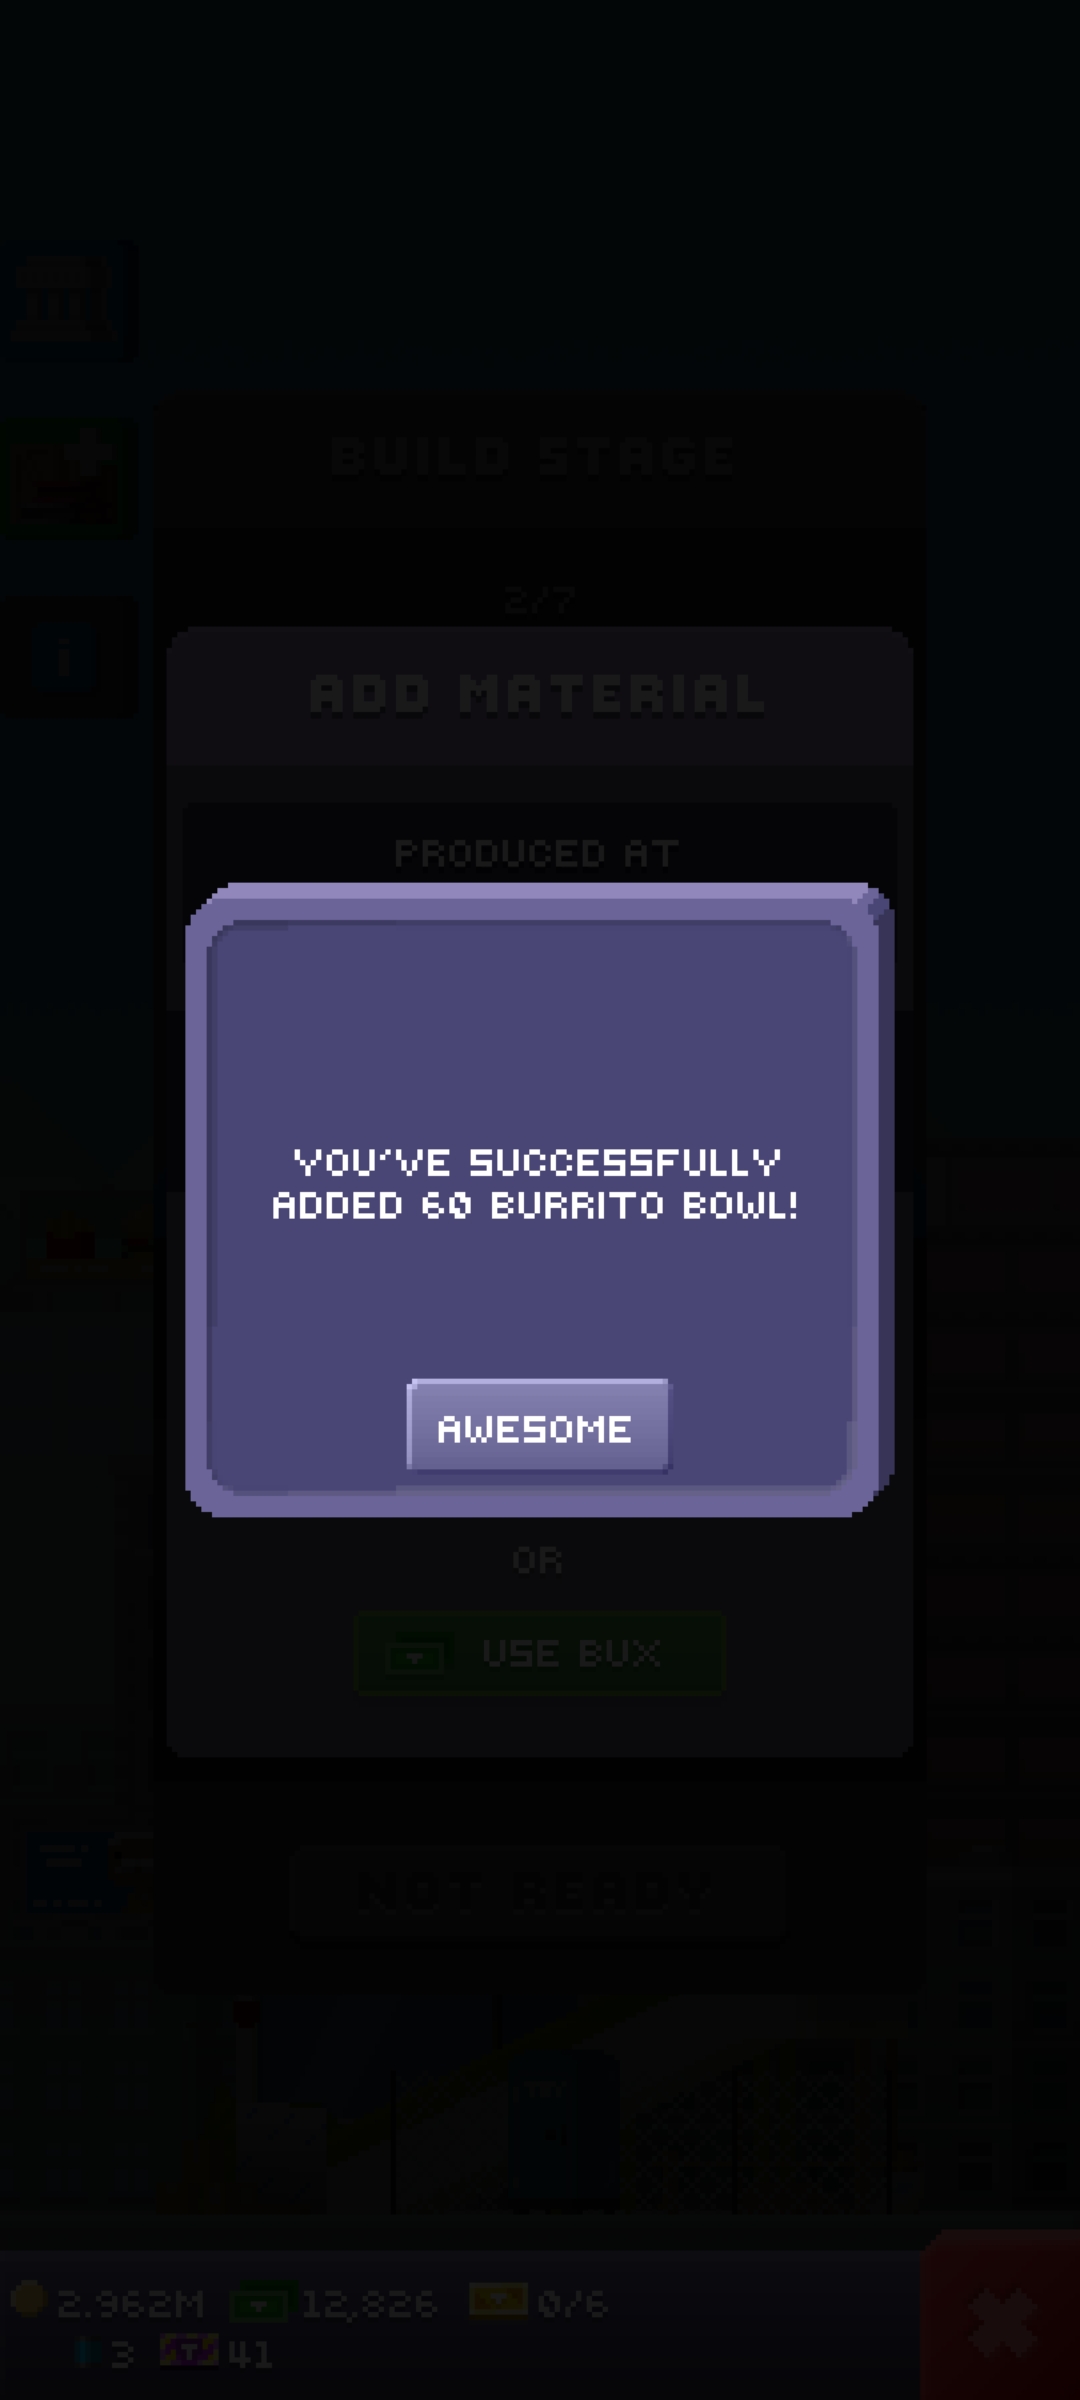 BUILD STAGE
2/7
ADD MATERIAL
PRODUCED AT
YOU'VE SUCCESSFULLY
ADDED 60 BURRITO BOWL!
AWESOME
OR
USE BUX
NOT READY
2.962M 12,826 0/6
3 41